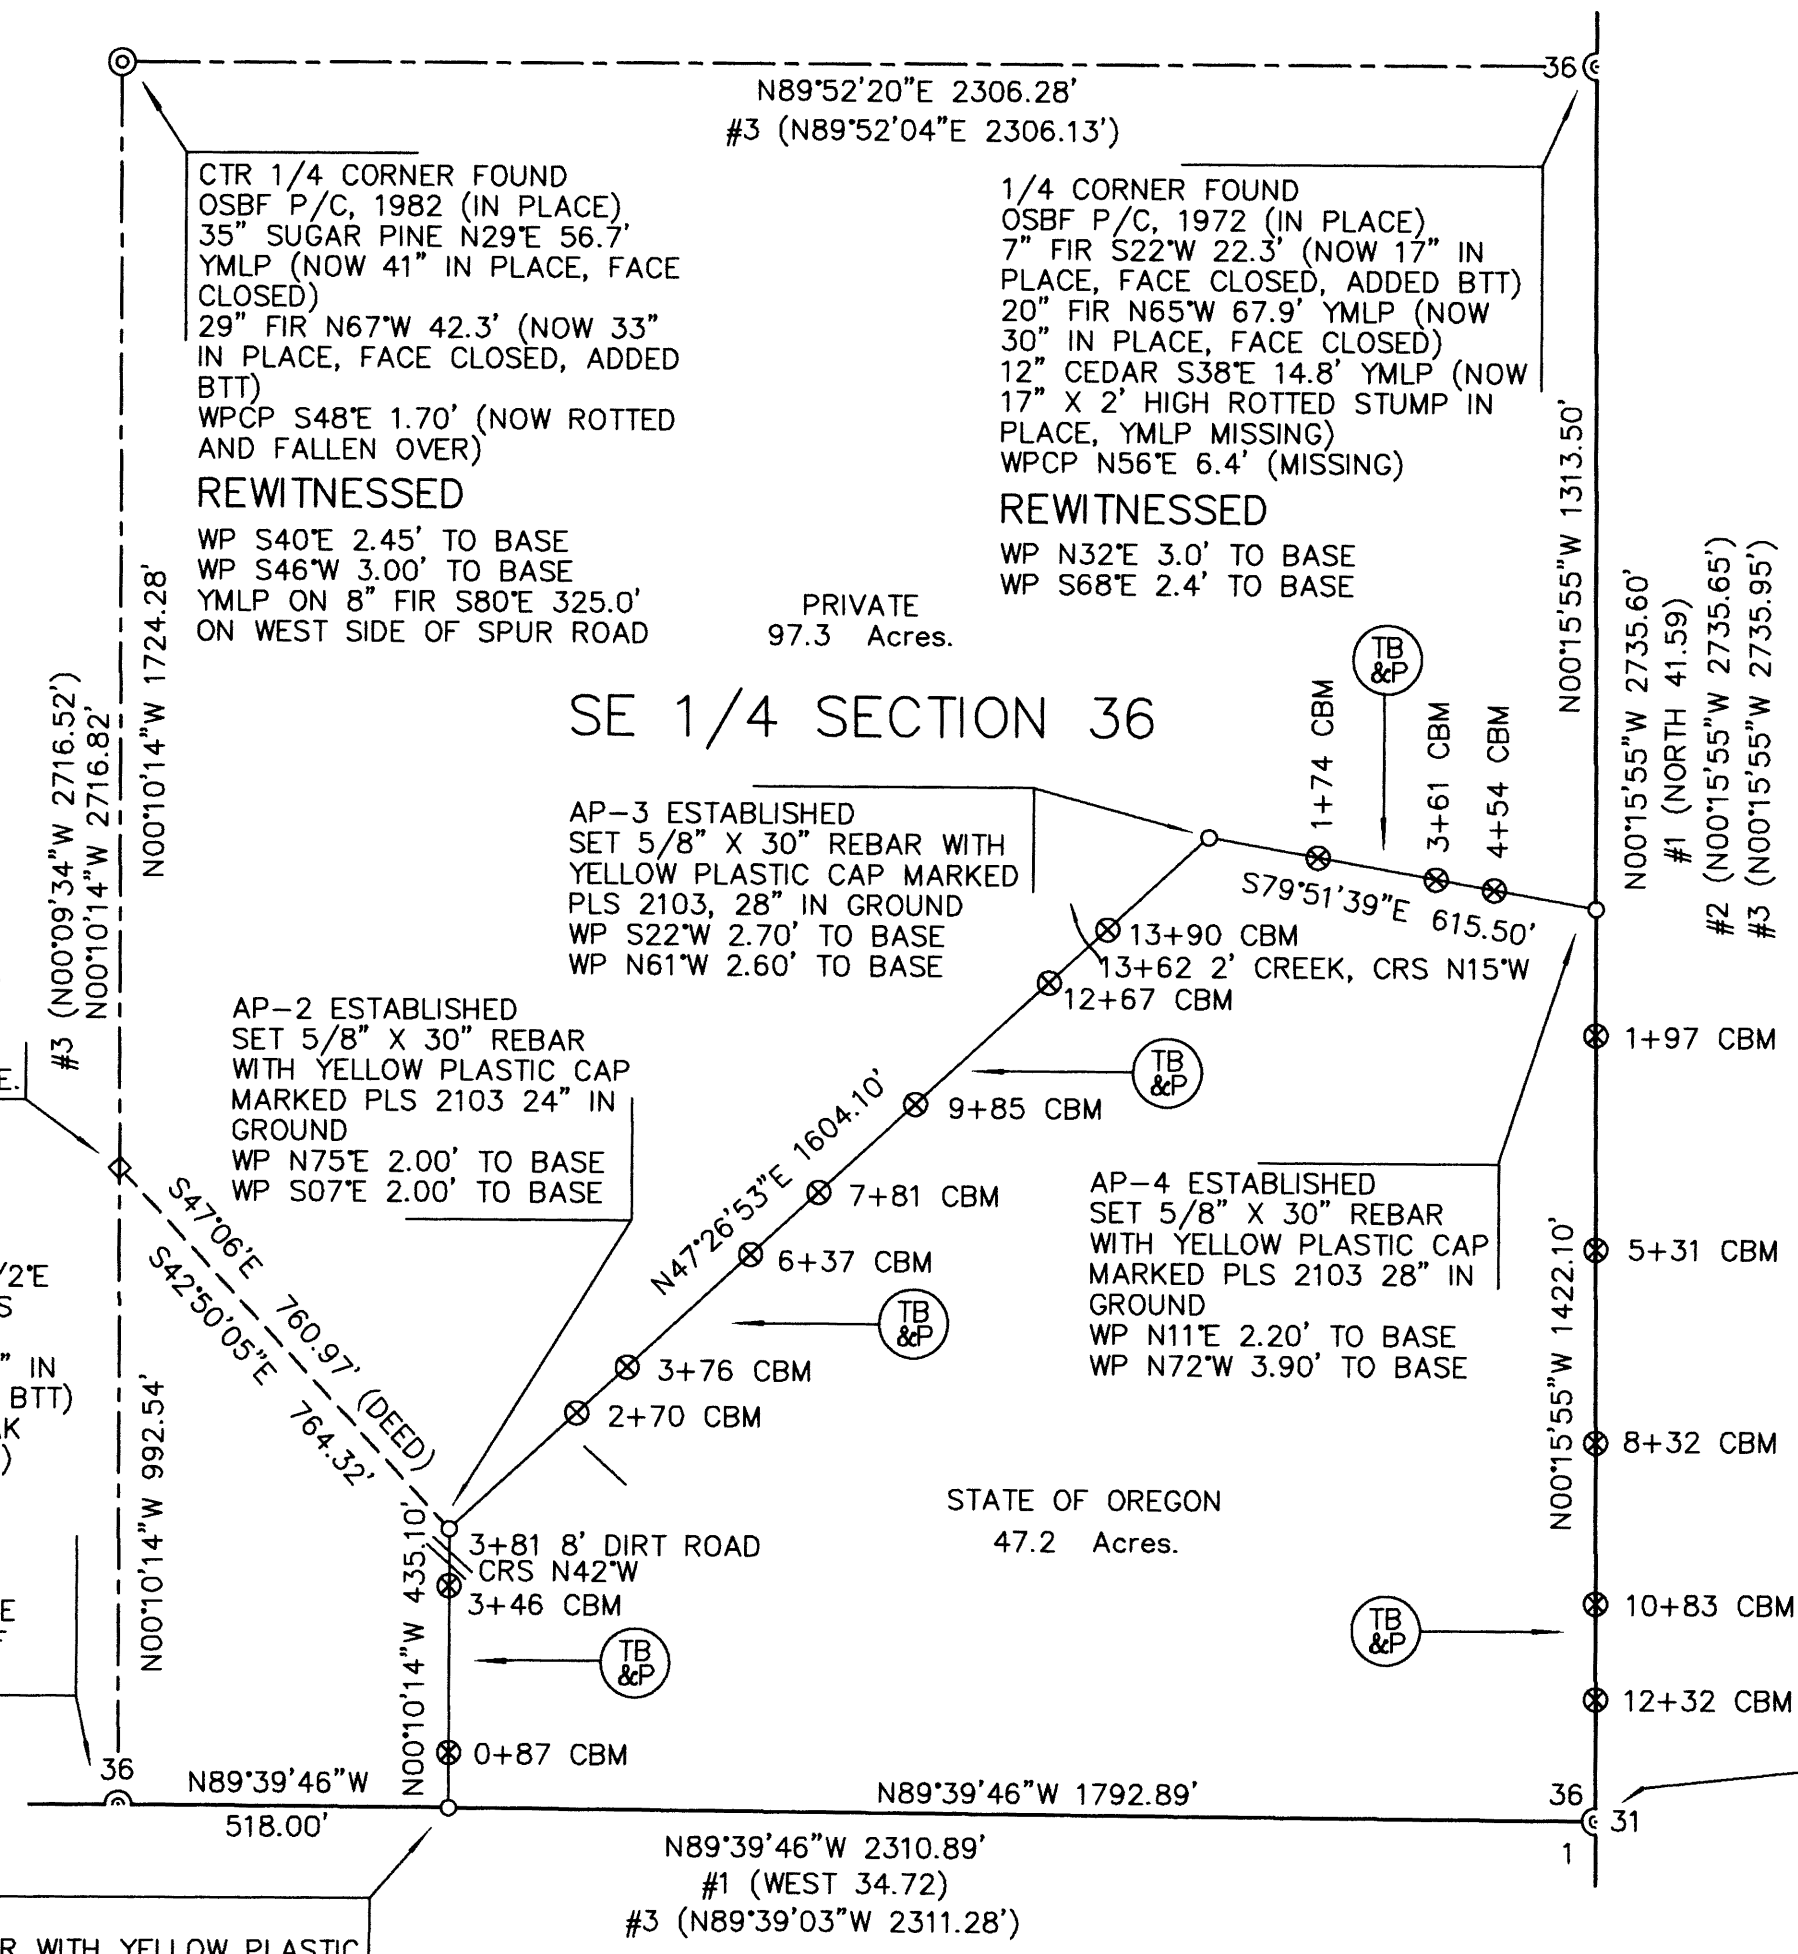 36
N89°52'20"E 2306.28'
#3 (N89°52'04"E 2306.13')
CTR 1/4 CORNER FOUND
OSBF P/C, 1982 (IN PLACE)
35" SUGAR PINE N29°E 56.7'
YMLP (NOW 41" IN PLACE, FACE
CLOSED)
29" FIR N67°W 42.3' (NOW 33"
IN PLACE, FACE CLOSED, ADDED
BTT)
WPCP S48°E 1.70' (NOW ROTTED
AND FALLEN OVER)
REWITNESSED
WP S40°E 2.45' TO BASE
WP S46°W 3.00' TO BASE
YMLP ON 8" FIR S80°E 325.0'
ON WEST SIDE OF SPUR ROAD
1/4 CORNER FOUND
OSBF P/C, 1972 (IN PLACE)
7" FIR S22°W 22.3' (NOW 17" IN
PLACE, FACE CLOSED, ADDED BTT)
20" FIR N65°W 67.9' YMLP (NOW
30" IN PLACE, FACE CLOSED)
12" CEDAR S38°E 14.8' YMLP (NOW
17" X 2' HIGH ROTTED STUMP IN
PLACE, YMLP MISSING)
WPCP N56°E 6.4' (MISSING)
REWITNESSED
WP N32°E 3.0' TO BASE
WP S68°E 2.4' TO BASE
N00°15'55"W 1313.50'
N00°15'55"W 2735.60'
#1 (NORTH 41.59)
#2 (N00°15'55"W 2735.65')
#3 (N00°15'55"W 2735.95')
#3 (N00°09'34"W 2716.52')
N00°10'14"W 2716.82'
N00°10'14"W 1724.28'
PRIVATE
97.3 Acres.
SE 1/4 SECTION 36
TB
&P
1+74 CBM
3+61 CBM
4+54 CBM
S79°51'39"E 615.50'
AP-3 ESTABLISHED
SET 5/8" X 30" REBAR WITH
YELLOW PLASTIC CAP MARKED
PLS 2103, 28" IN GROUND
WP S22°W 2.70' TO BASE
WP N61°W 2.60' TO BASE
13+90 CBM
13+62 2' CREEK, CRS N15°W
12+67 CBM
1+97 CBM
AP-2 ESTABLISHED
SET 5/8" X 30" REBAR
WITH YELLOW PLASTIC CAP
MARKED PLS 2103 24" IN
GROUND
WP N75°E 2.00' TO BASE
WP S07°E 2.00' TO BASE
E.
TB
&P
9+85 CBM
N47°26'53"E 1604.10'
7+81 CBM
6+37 CBM
TB
&P
3+76 CBM
2+70 CBM
AP-4 ESTABLISHED
SET 5/8" X 30" REBAR
WITH YELLOW PLASTIC CAP
MARKED PLS 2103 28" IN
GROUND
WP N11°E 2.20' TO BASE
WP N72°W 3.90' TO BASE
5+31 CBM
N00°15'55"W 1422.10'
8+32 CBM
S47°06'E 760.97' (DEED)
S42°50'05"E 764.32'
/2°E
S
" IN
BTT)
K
)
N00°10'14"W 992.54'
STATE OF OREGON
47.2 Acres.
3+81 8' DIRT ROAD
CRS N42°W
3+46 CBM
N00°10'14"W 435.10'
TB
&P
TB
&P
10+83 CBM
12+32 CBM
E
0+87 CBM
36
N89°39'46"W
518.00'
N89°39'46"W 1792.89'
36
31
1
N89°39'46"W 2310.89'
#1 (WEST 34.72)
#3 (N89°39'03"W 2311.28')
R WITH YELLOW PLASTIC